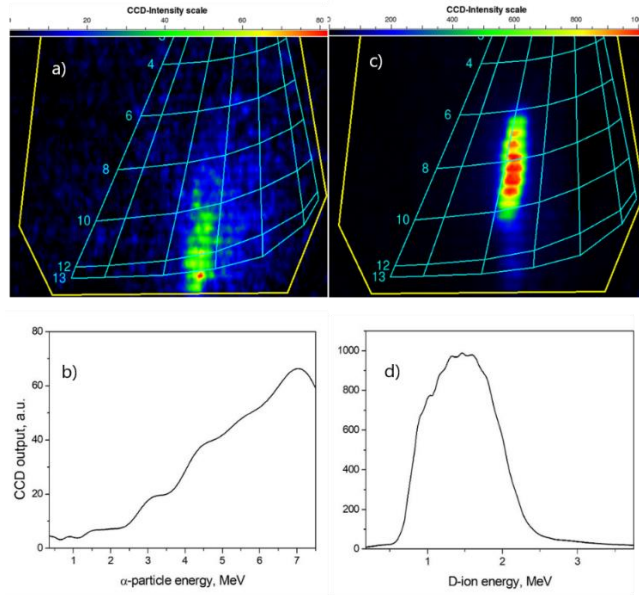 CCD-Intensity scale
0 20 40 60 80
a)
4
6
8
10
12
13
CCD-Intensity scale
200 400 600 800
c)
4
6
8
10
12
13
b)
CCD output, a.u.
80
60
40
20
0
1 2 3 4 5 6 7
α-particle energy, MeV
d)
1000
800
600
400
200
0
1 2 3
D-ion energy, MeV